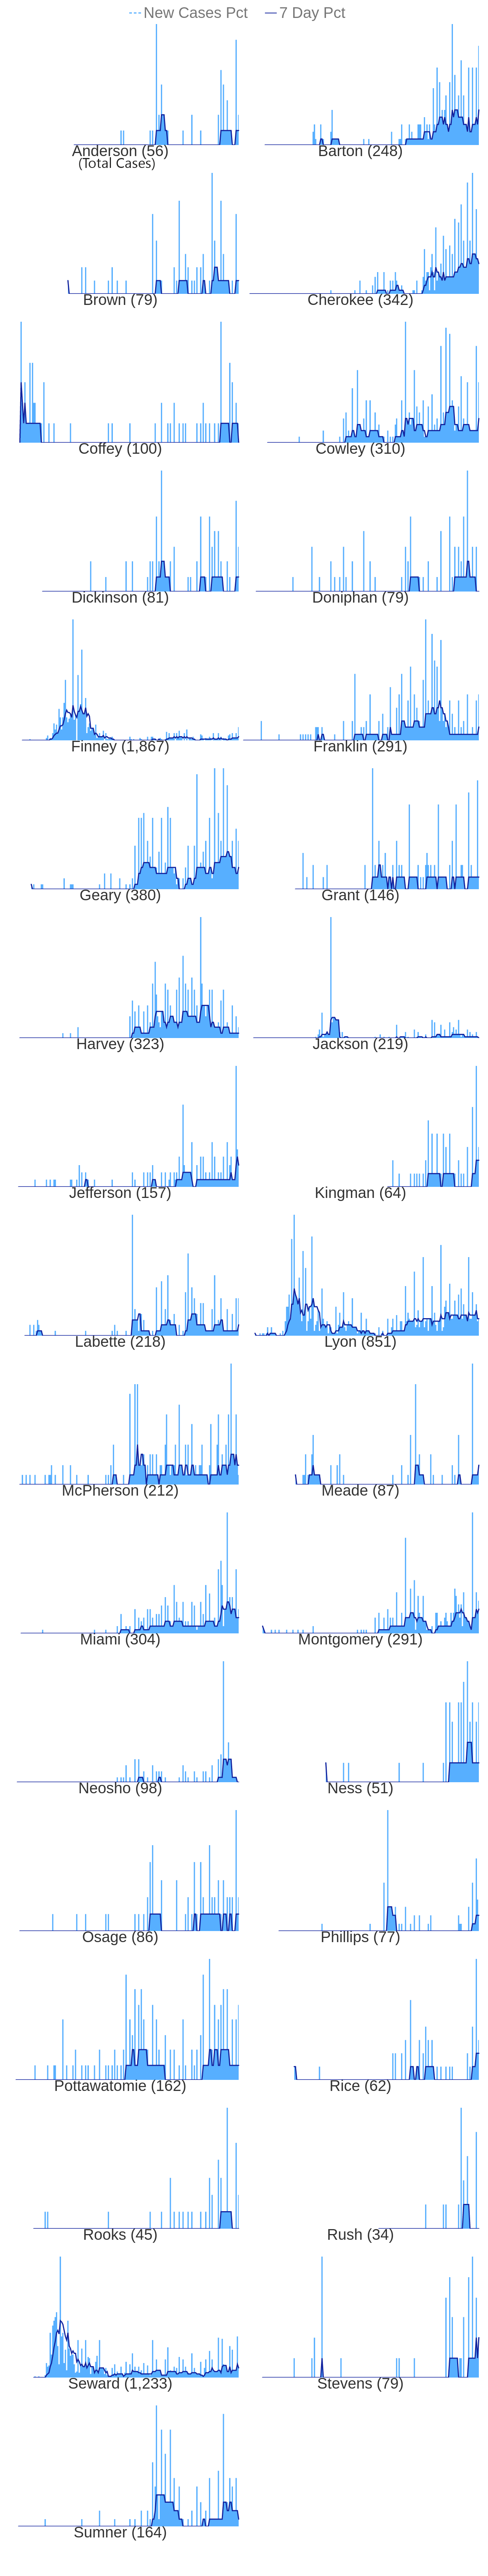 New Cases Pct 7 Day Pct
Anderson (56) Barton (248)
(Total Cases)
Brown (79) Cherokee (342)
Coffey (100) Cowley (310)
Dickinson (81) Doniphan (79)
Finney (1,867) Franklin (291)
Geary (380) Grant (146)
Harvey (323) Jackson (219)
Jefferson (157) Kingman (64)
Labette (218) Lyon (851)
McPherson (212) Meade (87)
Miami (304) Montgomery (291)
Neosho (98) Ness (51)
Osage (86) Phillips (77)
Pottawatomie (162) Rice (62)
Rooks (45) Rush (34)
Seward (1,233) Stevens (79)
Sumner (164)